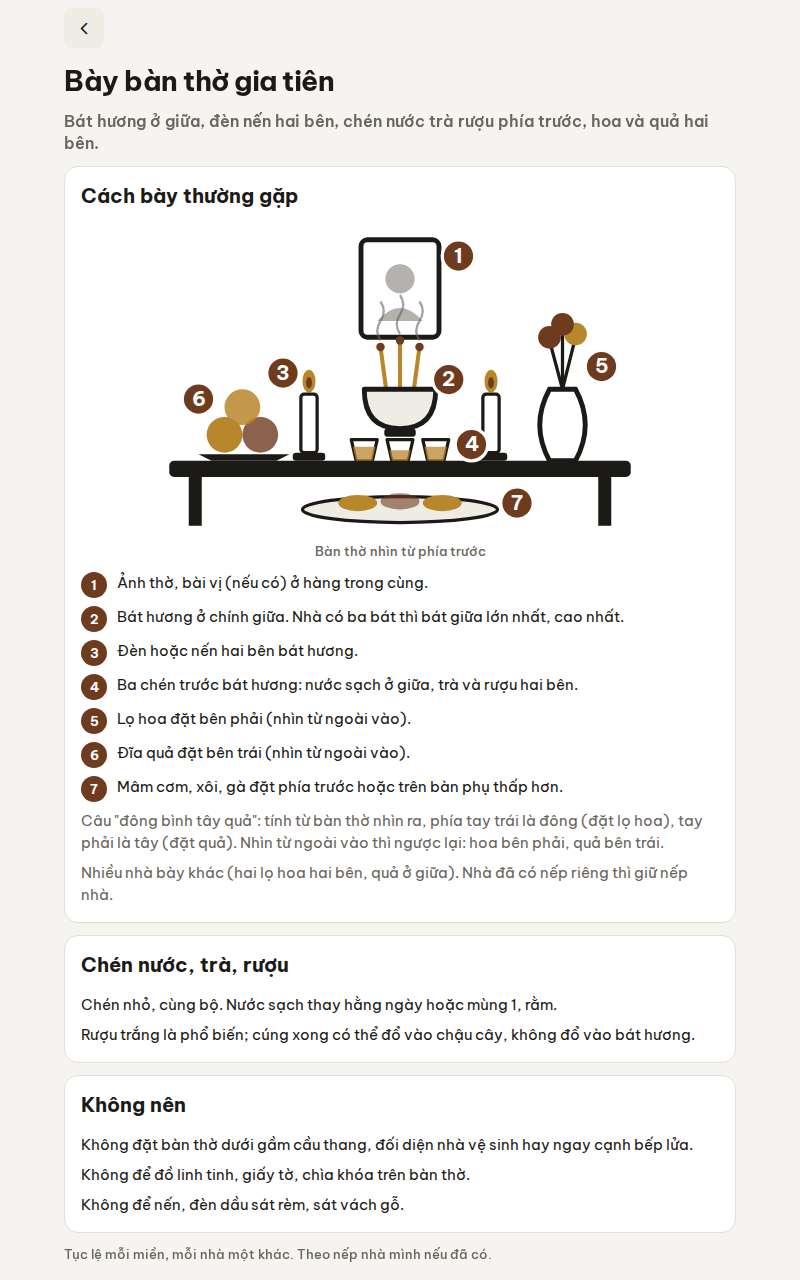 Bày bàn thờ gia tiên
Bát hương ở giữa, đèn nến hai bên, chén nước trà rượu phía trước, hoa và quả hai
bên.
Cách bày thường gặp
1
2
3
4
5
6
7
Bàn thờ nhìn từ phía trước
1 Ảnh thờ, bài vị (nếu có) ở hàng trong cùng.
2 Bát hương ở chính giữa. Nhà có ba bát thì bát giữa lớn nhất, cao nhất.
3 Đèn hoặc nến hai bên bát hương.
4 Ba chén trước bát hương: nước sạch ở giữa, trà và rượu hai bên.
5 Lọ hoa đặt bên phải (nhìn từ ngoài vào).
6 Đĩa quả đặt bên trái (nhìn từ ngoài vào).
7 Mâm cơm, xôi, gà đặt phía trước hoặc trên bàn phụ thấp hơn.
Câu "đông bình tây quả": tính từ bàn thờ nhìn ra, phía tay trái là đông (đặt lọ hoa), tay
phải là tây (đặt quả). Nhìn từ ngoài vào thì ngược lại: hoa bên phải, quả bên trái.
Nhiều nhà bày khác (hai lọ hoa hai bên, quả ở giữa). Nhà đã có nếp riêng thì giữ nếp
nhà.
Chén nước, trà, rượu
Chén nhỏ, cùng bộ. Nước sạch thay hằng ngày hoặc mùng 1, rằm.
Rượu trắng là phổ biến; cúng xong có thể đổ vào chậu cây, không đổ vào bát hương.
Không nên
Không đặt bàn thờ dưới gầm cầu thang, đối diện nhà vệ sinh hay ngay cạnh bếp lửa.
Không để đồ linh tinh, giấy tờ, chìa khóa trên bàn thờ.
Không để nến, đèn dầu sát rèm, sát vách gỗ.
Tục lệ mỗi miền, mỗi nhà một khác. Theo nếp nhà mình nếu đã có.